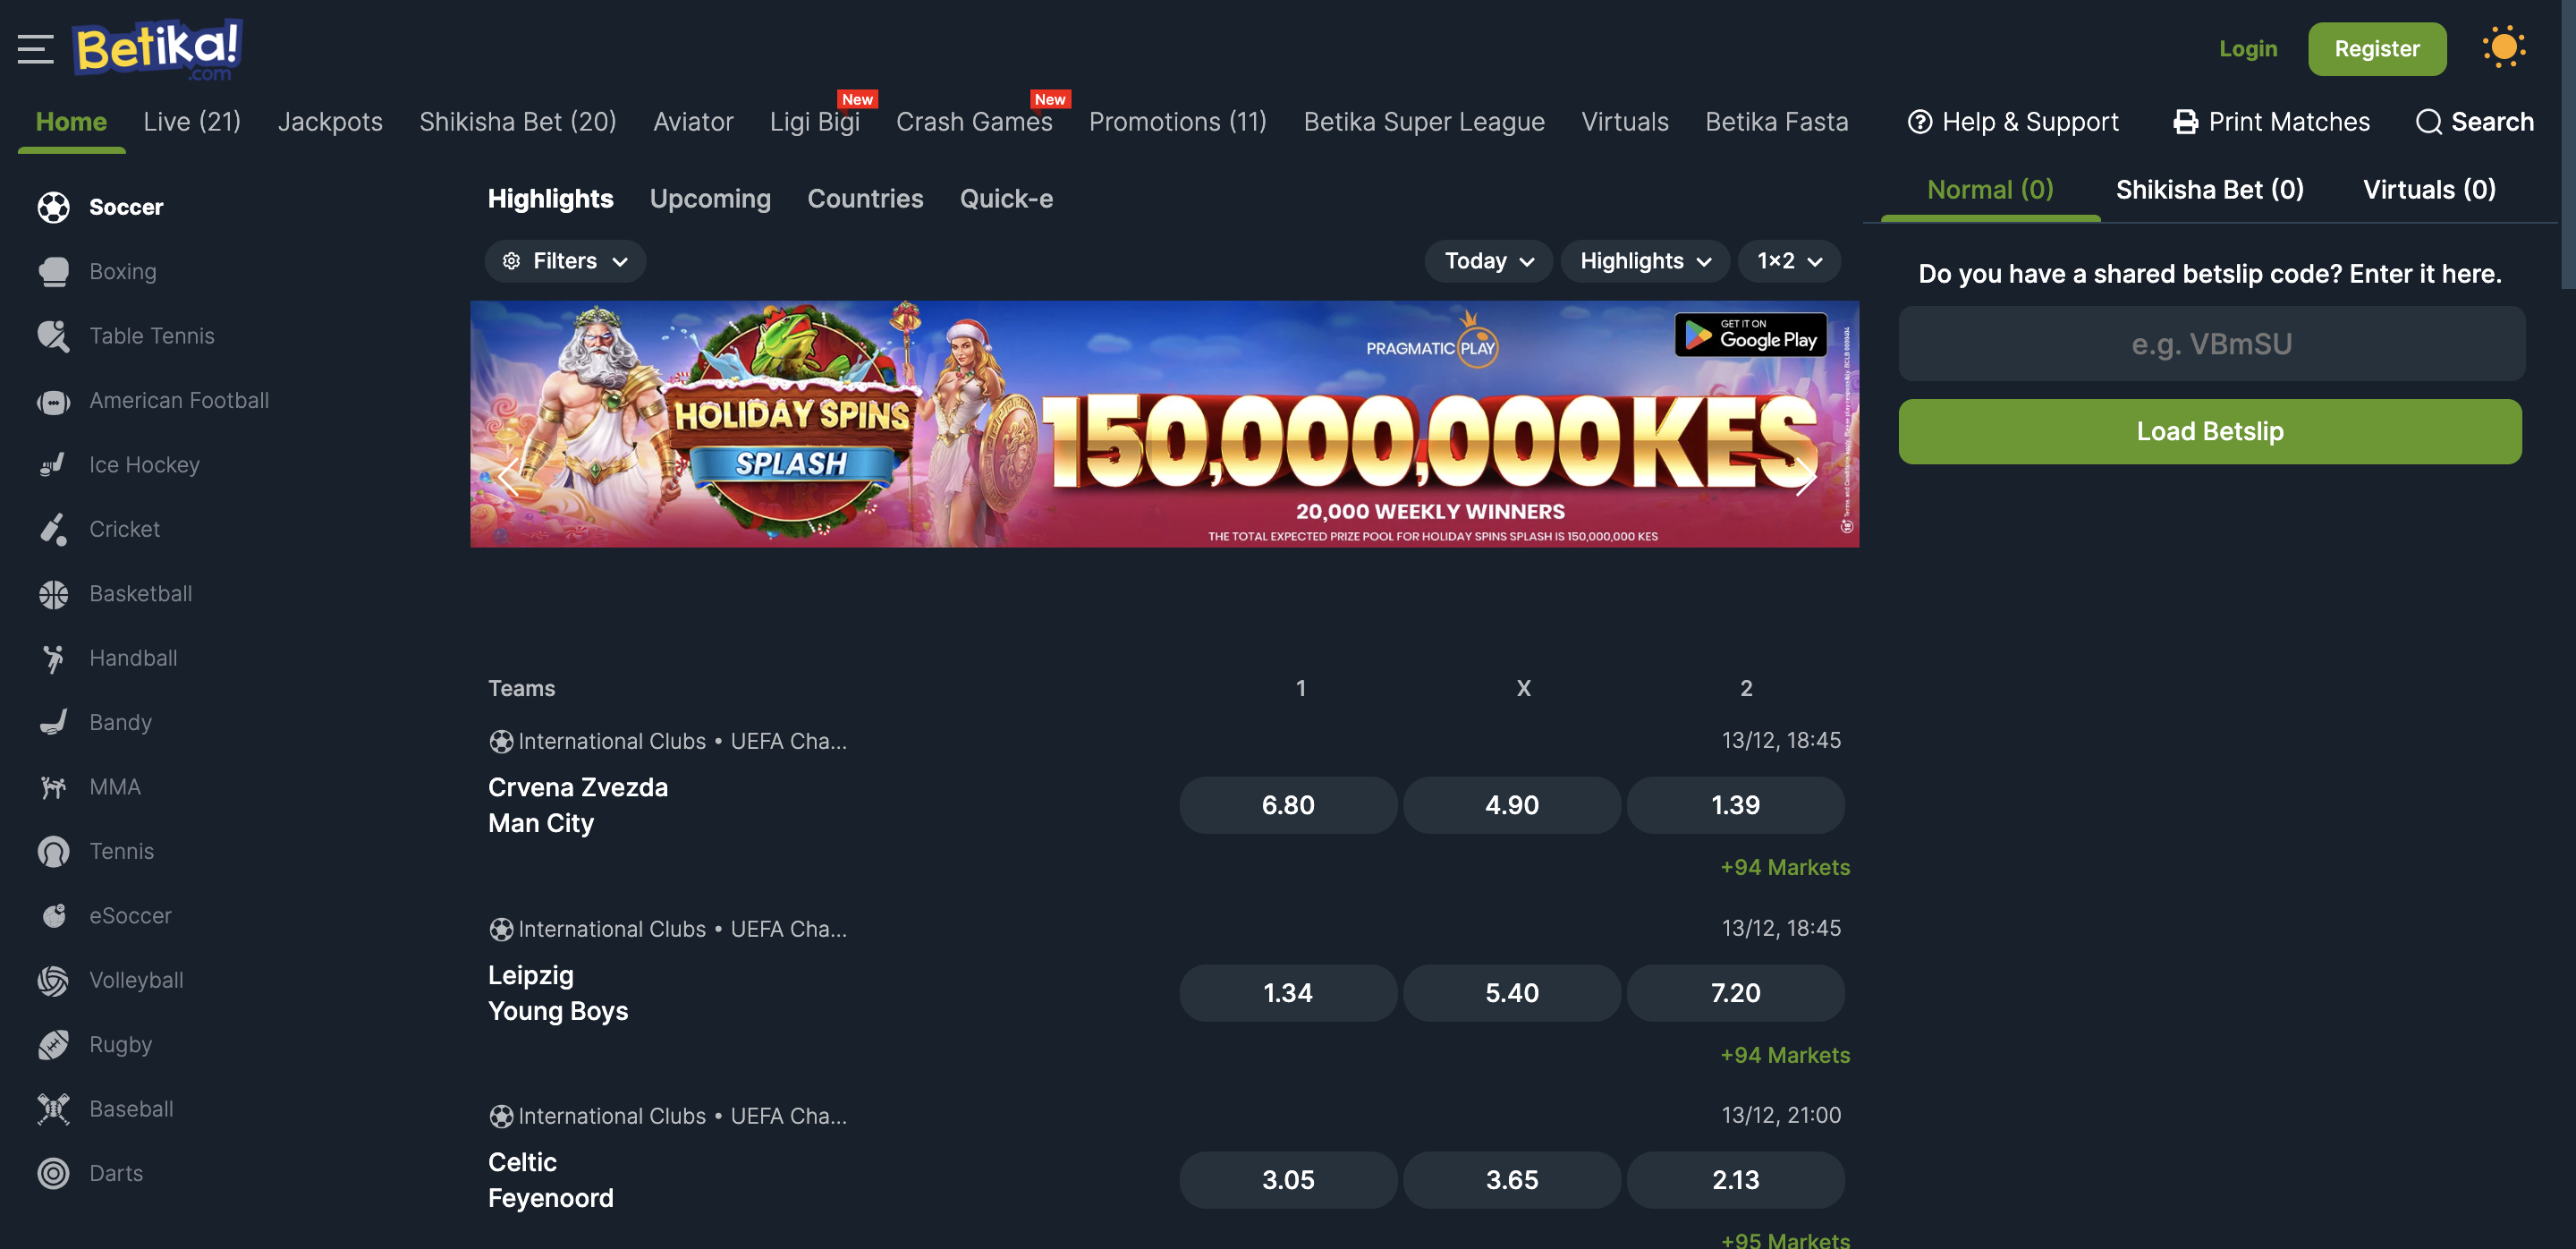 Betika!
.com
Login
Register
Home
Live (21)
Jackpots
Shikisha Bet (20)
Aviator
New
Ligi Bigi
New
Crash Games
Promotions (11)
Betika Super League
Virtuals
Betika Fasta
Help & Support
Print Matches
Search
Soccer
Boxing
Table Tennis
American Football
Ice Hockey
Cricket
Basketball
Handball
Bandy
MMA
Tennis
eSoccer
Volleyball
Rugby
Baseball
Darts
Highlights
Upcoming
Countries
Quick-e
Filters
Today
Highlights
1×2
HOLIDAY SPINS
SPLASH
PRAGMATIC PLAY
GET IT ON
Google Play
150,000,000KES
20,000 WEEKLY WINNERS
THE TOTAL EXPECTED PRIZE POOL FOR HOLIDAY SPINS SPLASH IS 150,000,000 KES
Teams 1 X 2
International Clubs • UEFA Cha... 13/12, 18:45
Crvena Zvezda
Man City
6.80 4.90 1.39
+94 Markets
International Clubs • UEFA Cha... 13/12, 18:45
Leipzig
Young Boys
1.34 5.40 7.20
+94 Markets
International Clubs • UEFA Cha... 13/12, 21:00
Celtic
Feyenoord
3.05 3.65 2.13
+95 Markets
Normal (0)
Shikisha Bet (0)
Virtuals (0)
Do you have a shared betslip code? Enter it here.
e.g. VBmSU
Load Betslip